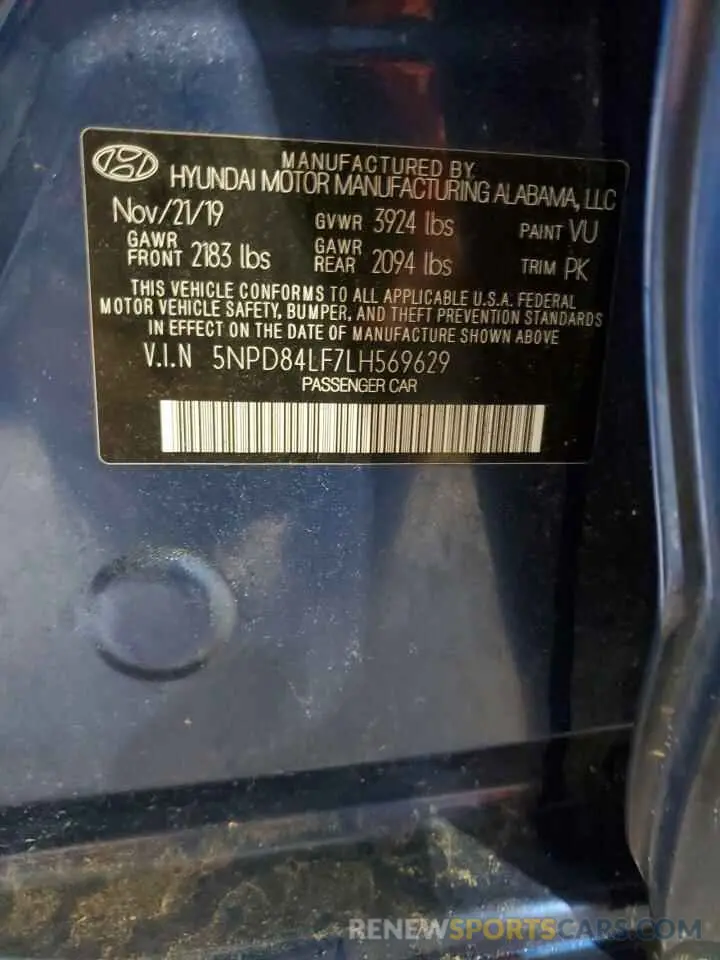 MANUFACTURED BY
HYUNDAI MOTOR MANUFACTURING ALABAMA, LLC
Nov/21/19 GVWR 3924 lbs PAINT VU
GAWR FRONT 2183 lbs GAWR REAR 2094 lbs TRIM PK
THIS VEHICLE CONFORMS TO ALL APPLICABLE U.S.A. FEDERAL
MOTOR VEHICLE SAFETY, BUMPER, AND THEFT PREVENTION STANDARDS
IN EFFECT ON THE DATE OF MANUFACTURE SHOWN ABOVE
V.I.N 5NPD84LF7LH569629
PASSENGER CAR
RENEWSPORTSCARS.COM